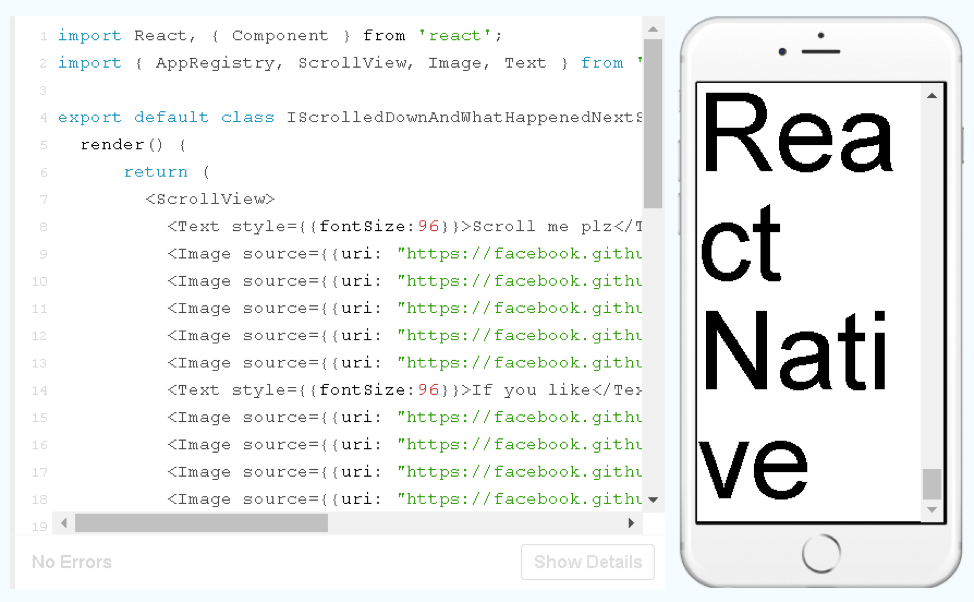 1 import React, { Component } from 'react';
2 import { AppRegistry, ScrollView, Image, Text } from '
3
4 export default class IScrolledDownAndWhatHappenedNextS
5 render() {
6 return (
7 <ScrollView>
8 <Text style={{fontSize:96}}>Scroll me plz</T
9 <Image source={{uri: "https://facebook.githu
10 <Image source={{uri: "https://facebook.githu
11 <Image source={{uri: "https://facebook.githu
12 <Image source={{uri: "https://facebook.githu
13 <Image source={{uri: "https://facebook.githu
14 <Text style={{fontSize:96}}>If you like</Tex
15 <Image source={{uri: "https://facebook.githu
16 <Image source={{uri: "https://facebook.githu
17 <Image source={{uri: "https://facebook.githu
18 <Image source={{uri: "https://facebook.githu
19
No Errors
Show Details
Rea
ct
Nati
ve